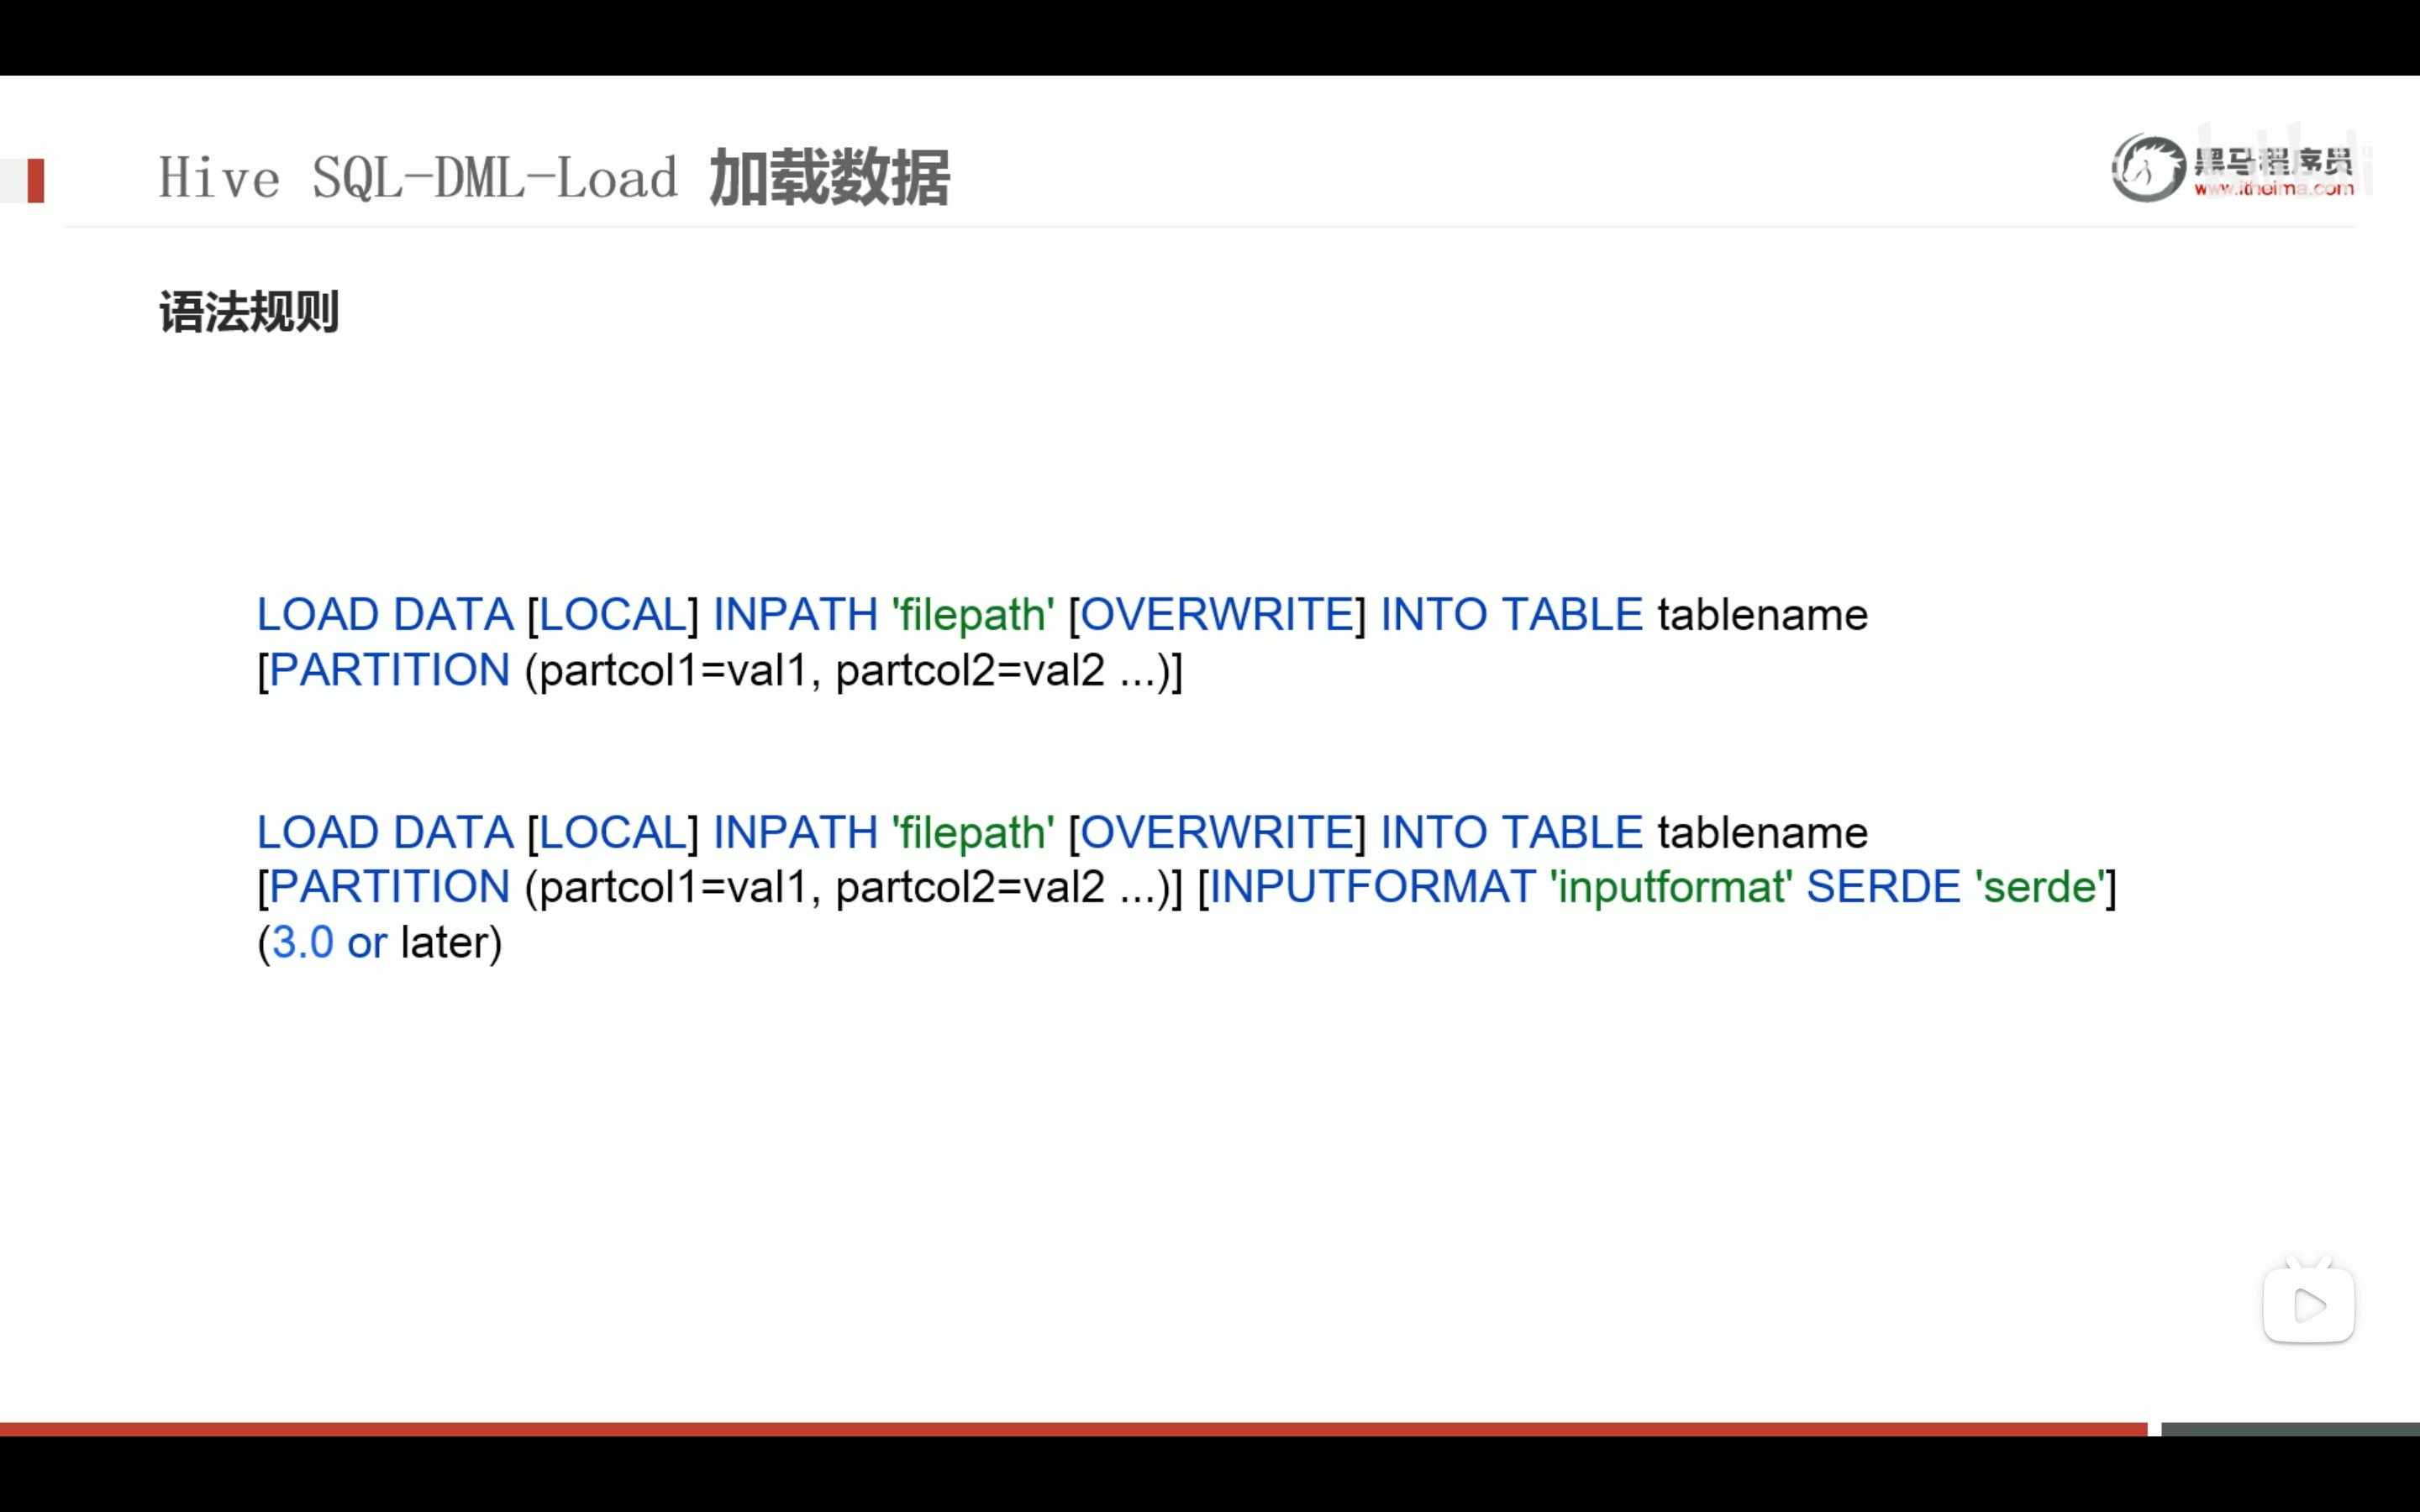 Hive SQL-DML-Load 加载数据
黑马程序员
www.itheima.com
语法规则
LOAD DATA [LOCAL] INPATH 'filepath' [OVERWRITE] INTO TABLE tablename
[PARTITION (partcol1=val1, partcol2=val2 ...)]
LOAD DATA [LOCAL] INPATH 'filepath' [OVERWRITE] INTO TABLE tablename
[PARTITION (partcol1=val1, partcol2=val2 ...)] [INPUTFORMAT 'inputformat' SERDE 'serde']
(3.0 or later)